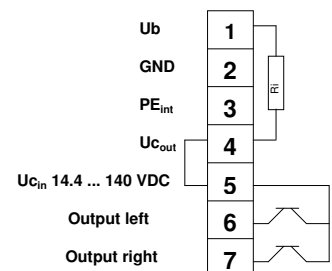 Ub 1
GND 2
PEint 3
Ucout 4
Ucin 14.4 ... 140 VDC 5
Output left 6
Output right 7
Ri